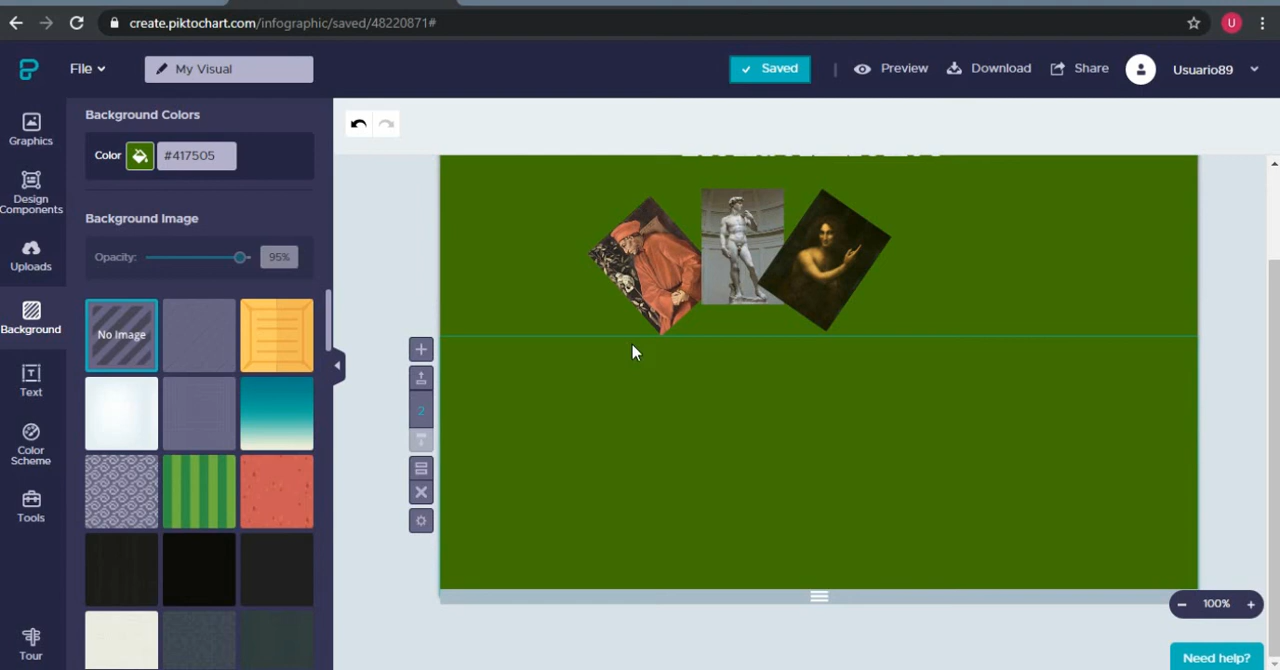 create.piktochart.com/infographic/saved/48220871#
U
File
My Visual
Saved
Preview
Download
Share
Usuario89
Graphics
Design
Components
Uploads
Background
Text
Color
Scheme
Tools
Tour
Background Colors
Color
#417505
Background Image
Opacity:
95%
No Image
2
100%
Need help?